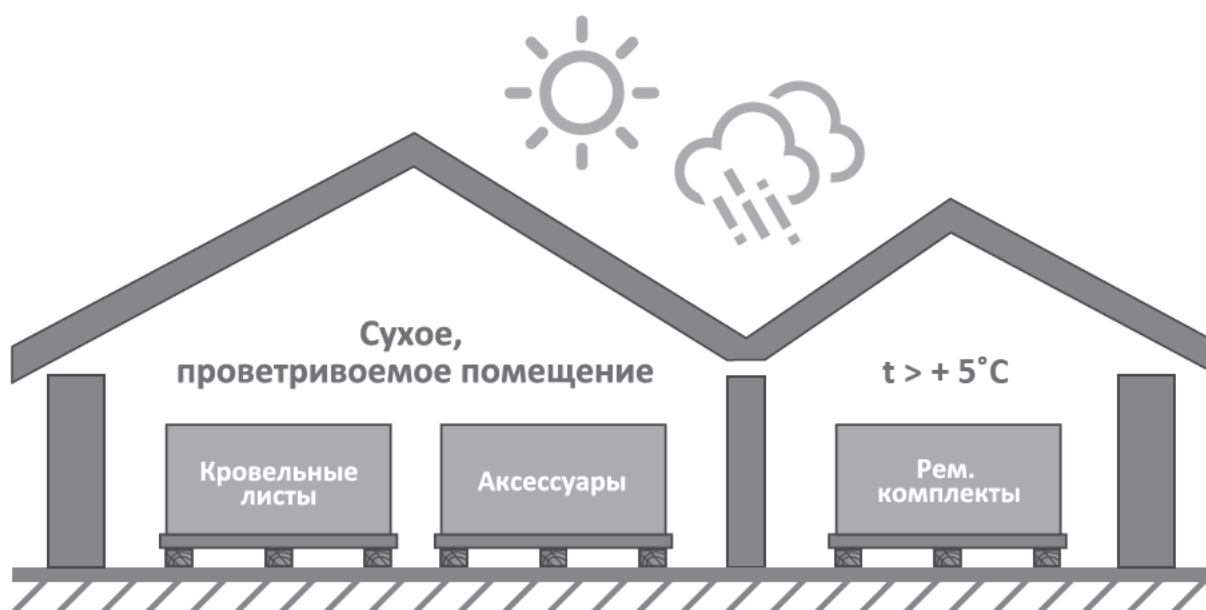 Сухое,
проветривоемое помещение
t > + 5˚C
Кровельные
листы
Аксессуары
Рем.
комплекты